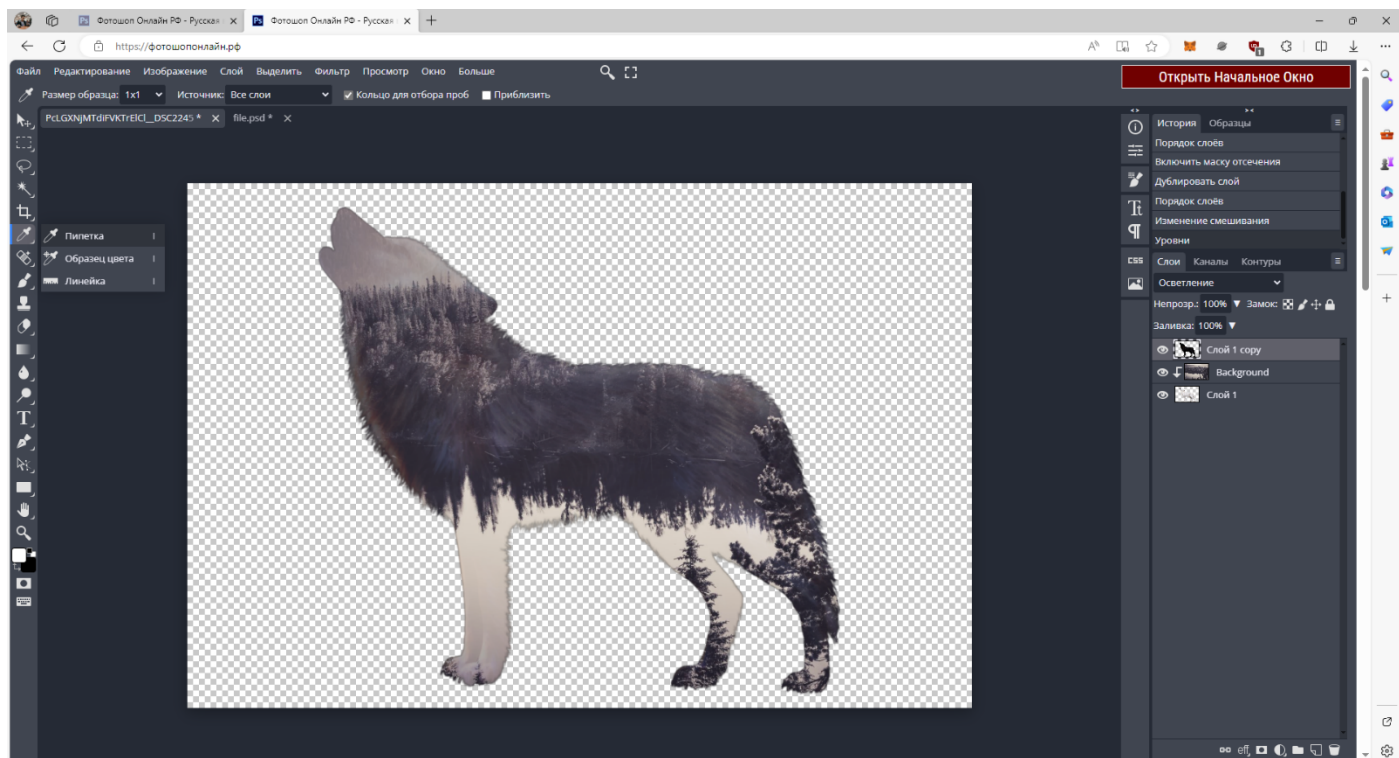 Фотошоп Онлайн РФ - Русская
Фотошоп Онлайн РФ - Русская
https://фотошопонлайн.рф
Файл Редактирование Изображение Слой Выделить Фильтр Просмотр Окно Больше
Открыть Начальное Окно
Размер образца: 1x1 Источник: Все слои Кольцо для отбора проб Приблизить
file.psd *
История Образцы
Порядок слоёв
Включить маску отсечения
Дублировать слой
Порядок слоёв
Изменение смешивания
Уровни
Пипетка I
Образец цвета I
Линейка I
CSS
Слои Каналы Контуры
Осветление
Непрозр.: 100% Замок:
Заливка: 100%
Слой 1 copy
Background
Слой 1
eff